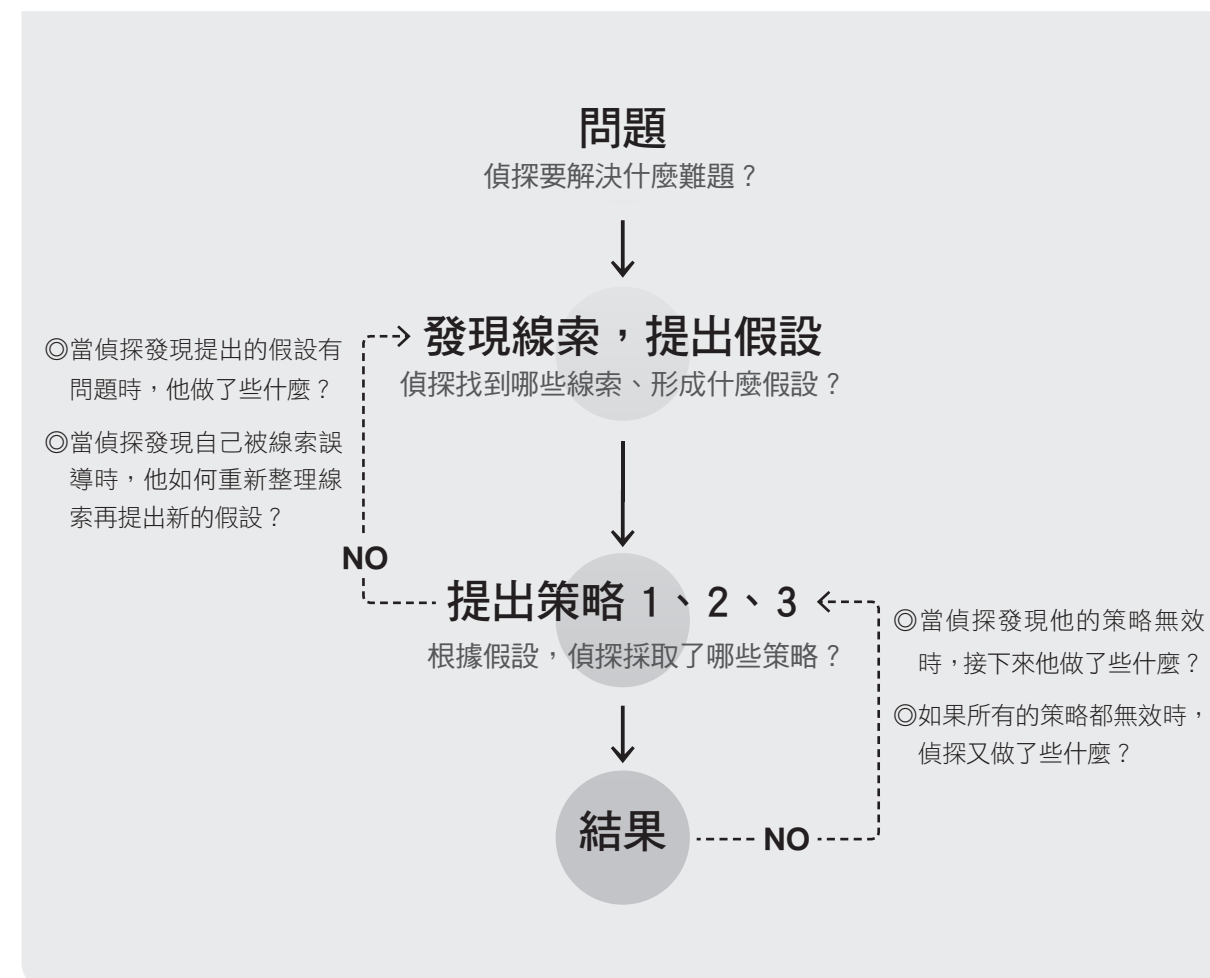 問題
偵探要解決什麼難題？
發現線索，提出假設
偵探找到哪些線索、形成什麼假設？
◎當偵探發現提出的假設有
問題時，他做了些什麼？
◎當偵探發現自己被線索誤
導時，他如何重新整理線
索再提出新的假設？
NO
提出策略 1、2、3
根據假設，偵探採取了哪些策略？
◎當偵探發現他的策略無效
時，接下來他做了些什麼？
◎如果所有的策略都無效時，
偵探又做了些什麼？
結果
NO